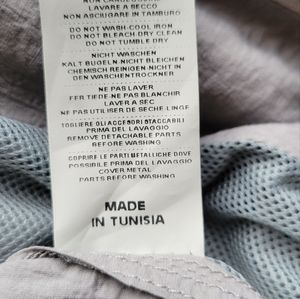 LAVARE A SECCO
NON ASCIUGARE IN TAMBURO
DO NOT WASH-COOL IRON
DO NOT BLEACH-DRY CLEAN
DO NOT TUMBLE DRY
NICHT WASCHEN
KALT BUGELN-NICHT BLEICHEN
CHEMISCH REINIGEN-NICHT IN
DEN WASCHENTROCKNER
NE PAS LAVER
FER TIEDE-NE PAS BLANCHIR
LAVER A SEC
NE PAS UTILISER DE SECHE LINGE
TOGLIERE GLI ACCESSORI STACCABILI
PRIMA DEL LAVAGGIO
REMOVE DETACHABLE PARTS
BEFORE WASHING
COPRIRE LE PARTI METALLICHE DOVE
POSSIBILE PRIMA DEL LAVAGGIO
COVER METAL
PARTS BEFORE WASHING
MADE
IN TUNISIA